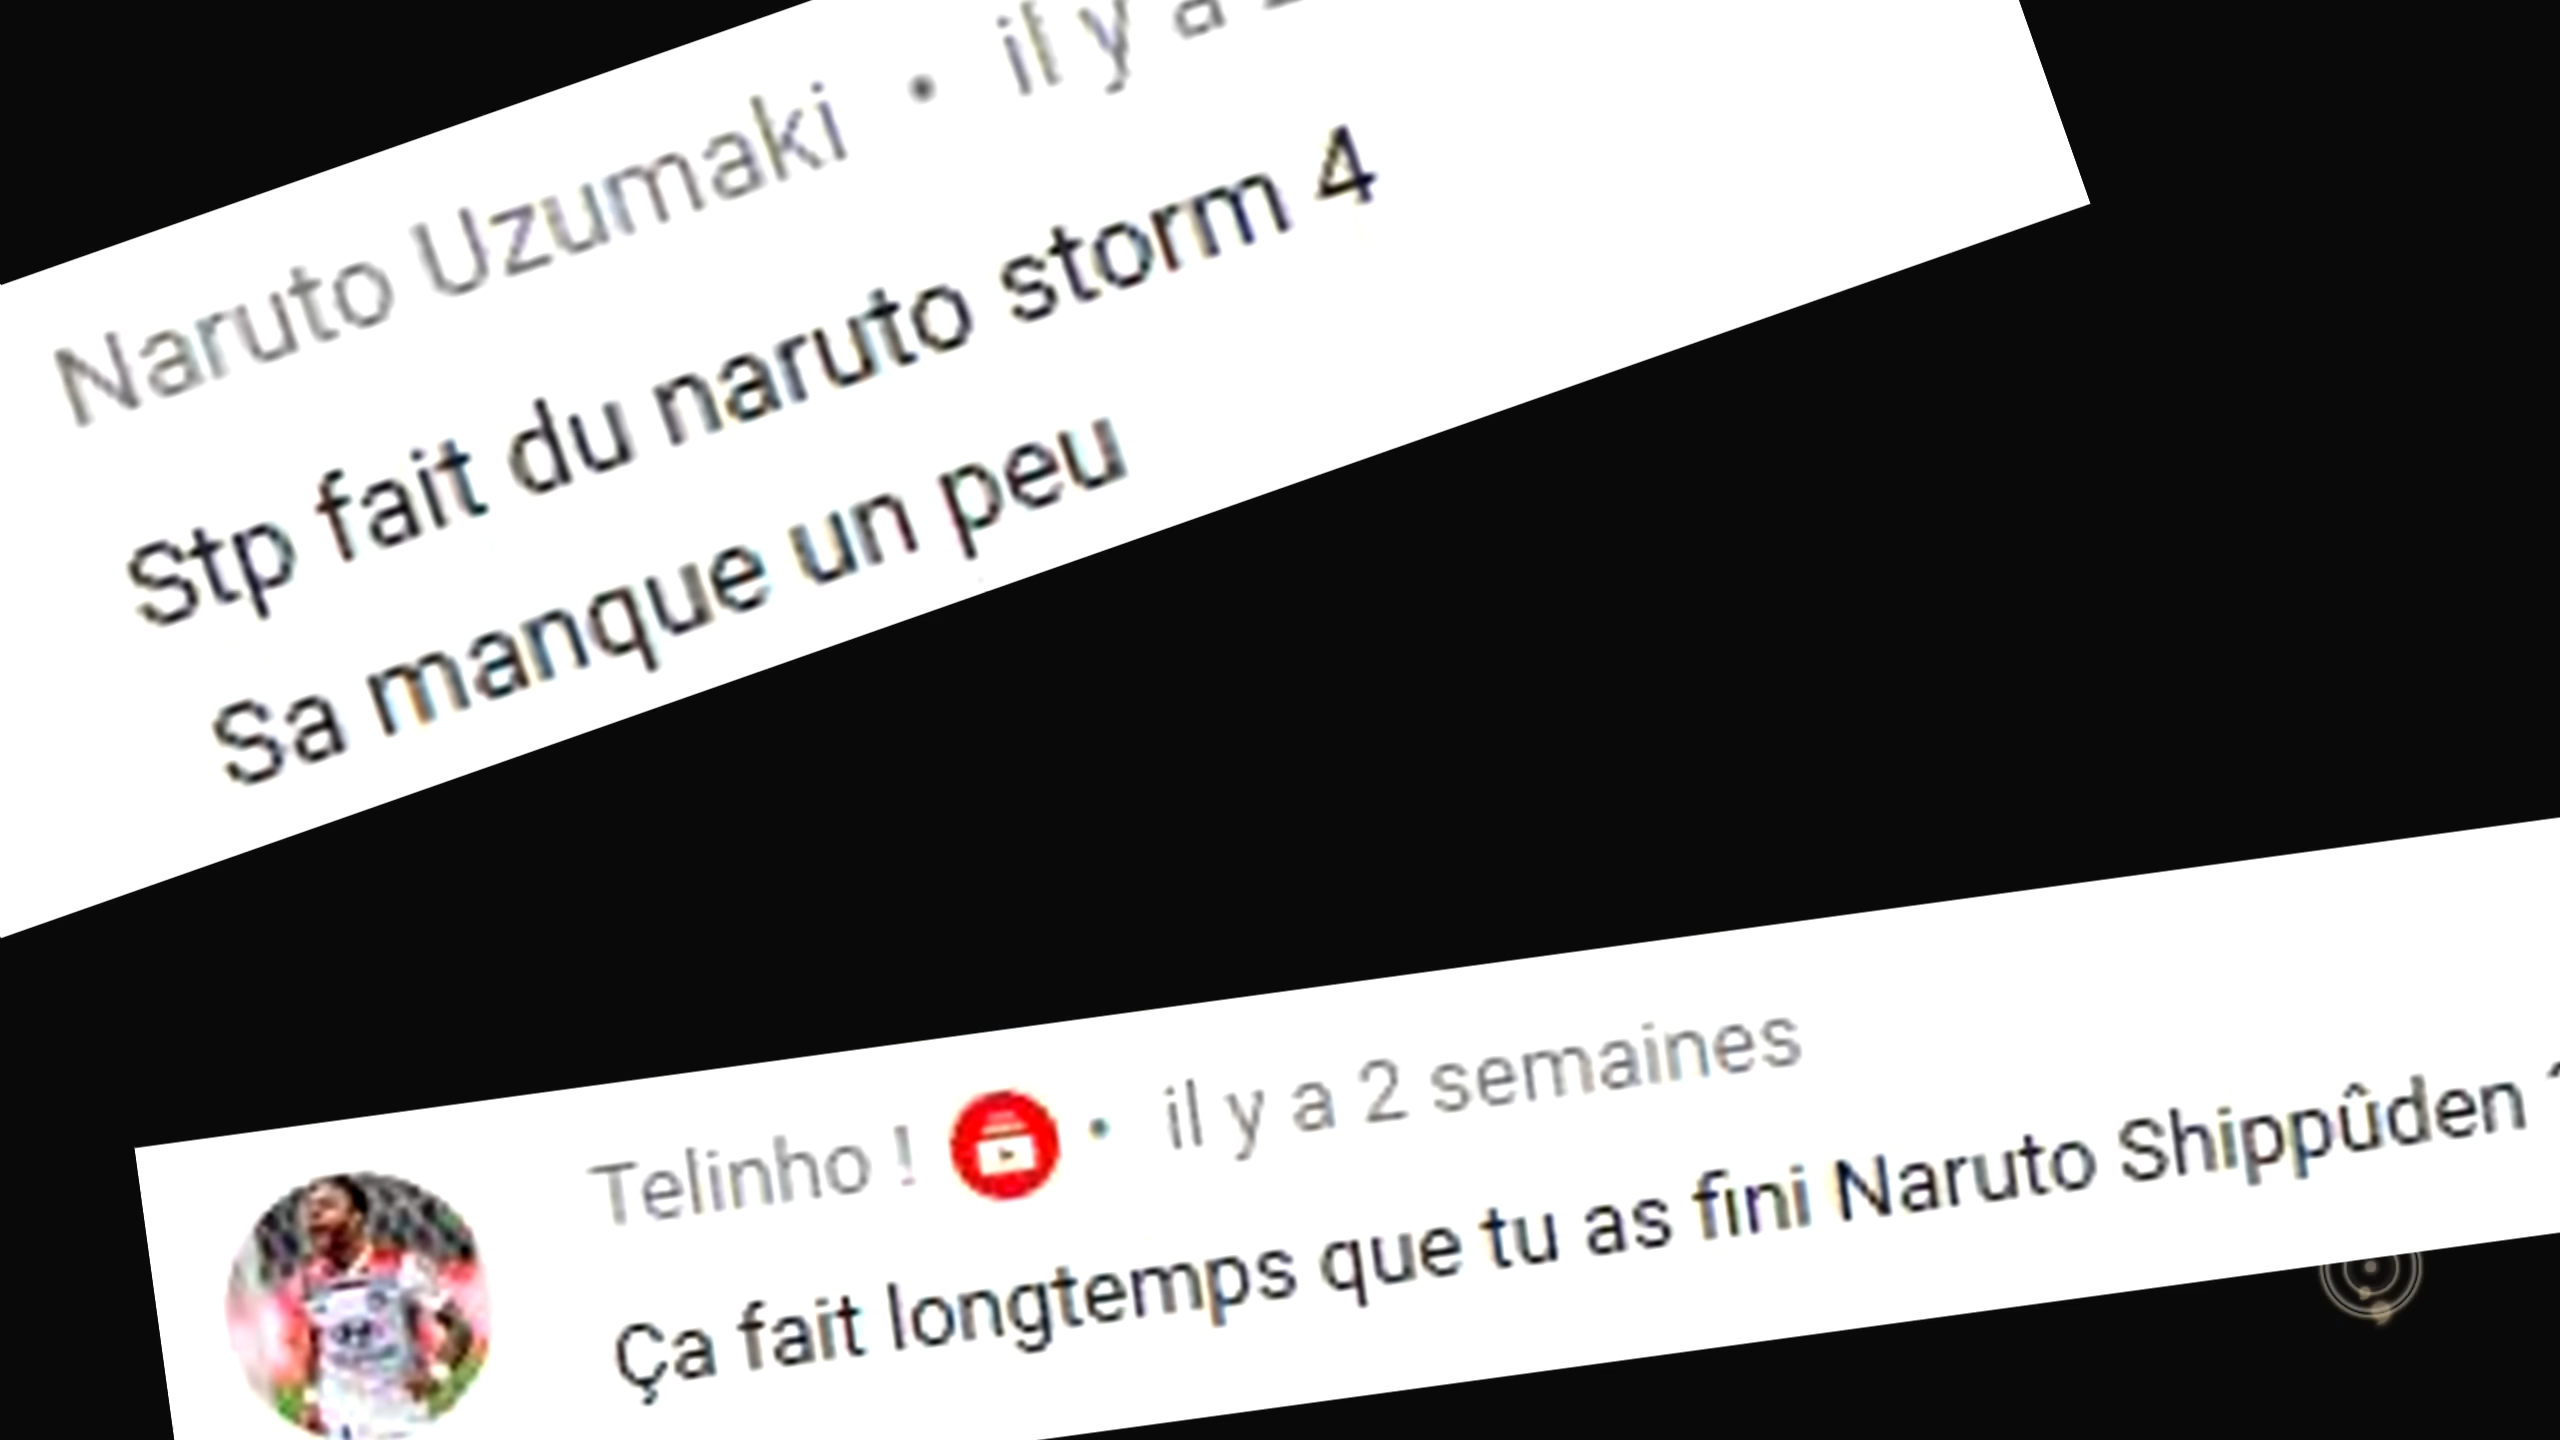 Naruto Uzumaki • il y a
Stp fait du naruto storm 4
Sa manque un peu
Telinho ! • il y a 2 semaines
Ça fait longtemps que tu as fini Naruto Shippûden